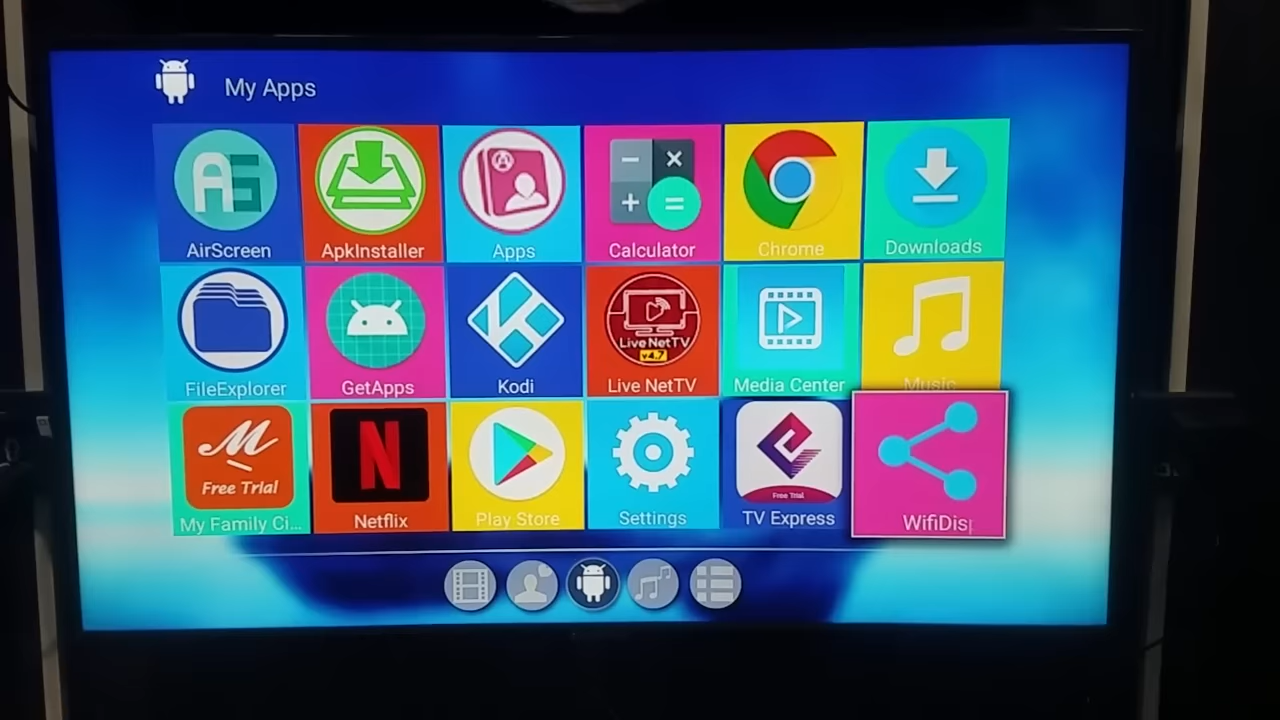 My Apps
AirScreen
ApkInstaller
Apps
Calculator
Chrome
Downloads
FileExplorer
GetApps
Kodi
Live NetTV
v4.7
Live NetTV
Media Center
Music
Free Trial
My Family Ci...
Netflix
Play Store
Settings
Free Trial
TV Express
WifiDis